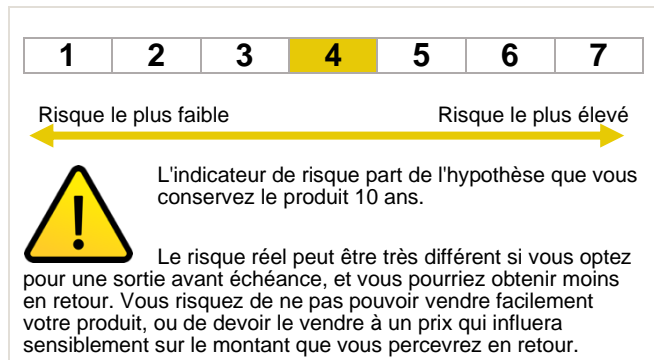 1 2 3 4 5 6 7
Risque le plus faible Risque le plus élevé
L'indicateur de risque part de l'hypothèse que vous
conservez le produit 10 ans.
Le risque réel peut être très différent si vous optez
pour une sortie avant échéance, et vous pourriez obtenir moins
en retour. Vous risquez de ne pas pouvoir vendre facilement
votre produit, ou de devoir le vendre à un prix qui influera
sensiblement sur le montant que vous percevrez en retour.